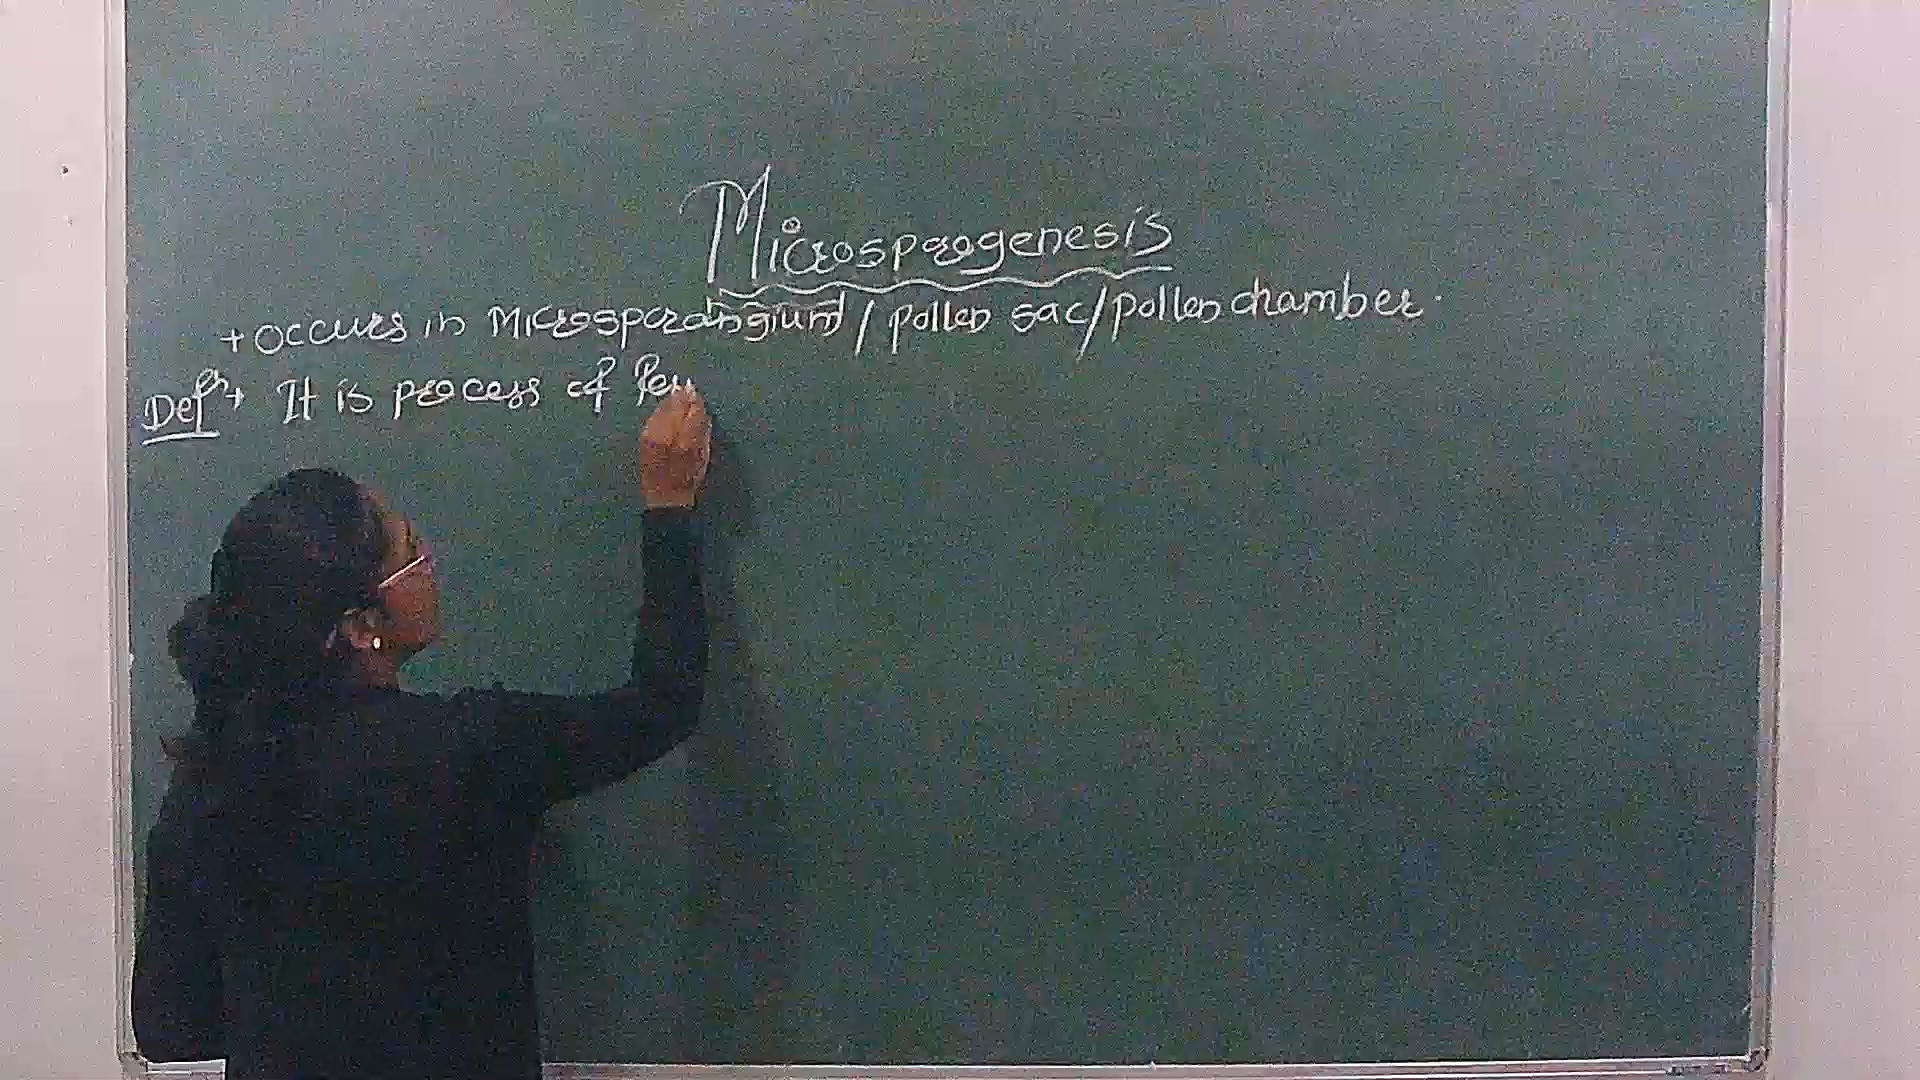 Microsporogenesis
→ occurs in Microsporangium / pollen sac/pollen chamber.
Defn → It is process of